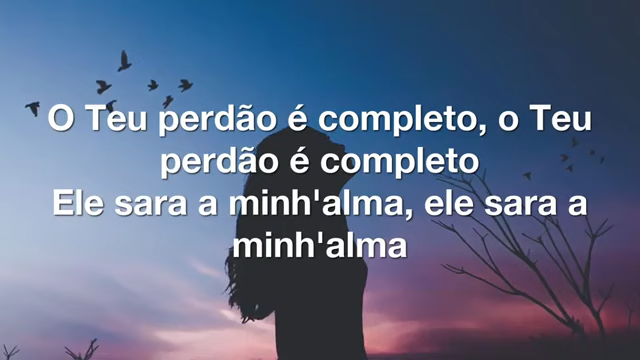 O Teu perdão é completo, o Teu
perdão é completo
Ele sara a minh'alma, ele sara a
minh'alma